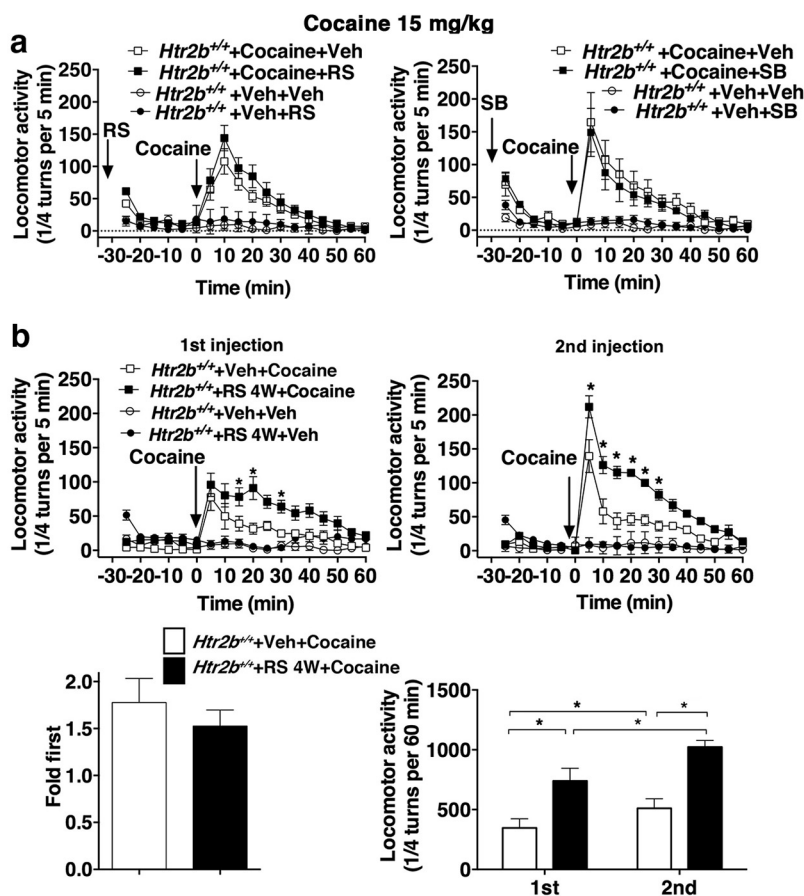 Cocaine 15 mg/kg
a
Htr2b+/++Cocaine+Veh
Htr2b+/++Cocaine+RS
Htr2b+/+ +Veh+Veh
Htr2b+/+ +Veh+RS
Locomotor activity
(1/4 turns per 5 min)
250
200
150
100
50
0
RS
Cocaine
-30 -20 -10 0 10 20 30 40 50 60
Time (min)
Htr2b+/+ +Cocaine+Veh
Htr2b+/+ +Cocaine+SB
Htr2b+/+ +Veh+Veh
Htr2b+/+ +Veh+SB
Locomotor activity
(1/4 turns per 5 min)
250
200
150
100
50
0
SB
Cocaine
-30 -20 -10 0 10 20 30 40 50 60
Time (min)
b
1st injection
Htr2b+/++Veh+Cocaine
Htr2b+/++RS 4W+Cocaine
Htr2b+/++Veh+Veh
Htr2b+/++RS 4W+Veh
Locomotor activity
(1/4 turns per 5 min)
250
200
150
100
50
0
Cocaine
* * *
-30 -20 -10 0 10 20 30 40 50 60
Time (min)
2nd injection
Locomotor activity
(1/4 turns per 5 min)
250
200
150
100
50
0
Cocaine
* * * * * *
-30 -20 -10 0 10 20 30 40 50 60
Time (min)
Htr2b+/++Veh+Cocaine
Htr2b+/++RS 4W+Cocaine
Fold first
2.0
1.5
1.0
0.5
0.0
Locomotor activity
(1/4 turns per 60 min)
1500
1000
500
0
* * * *
1st 2nd